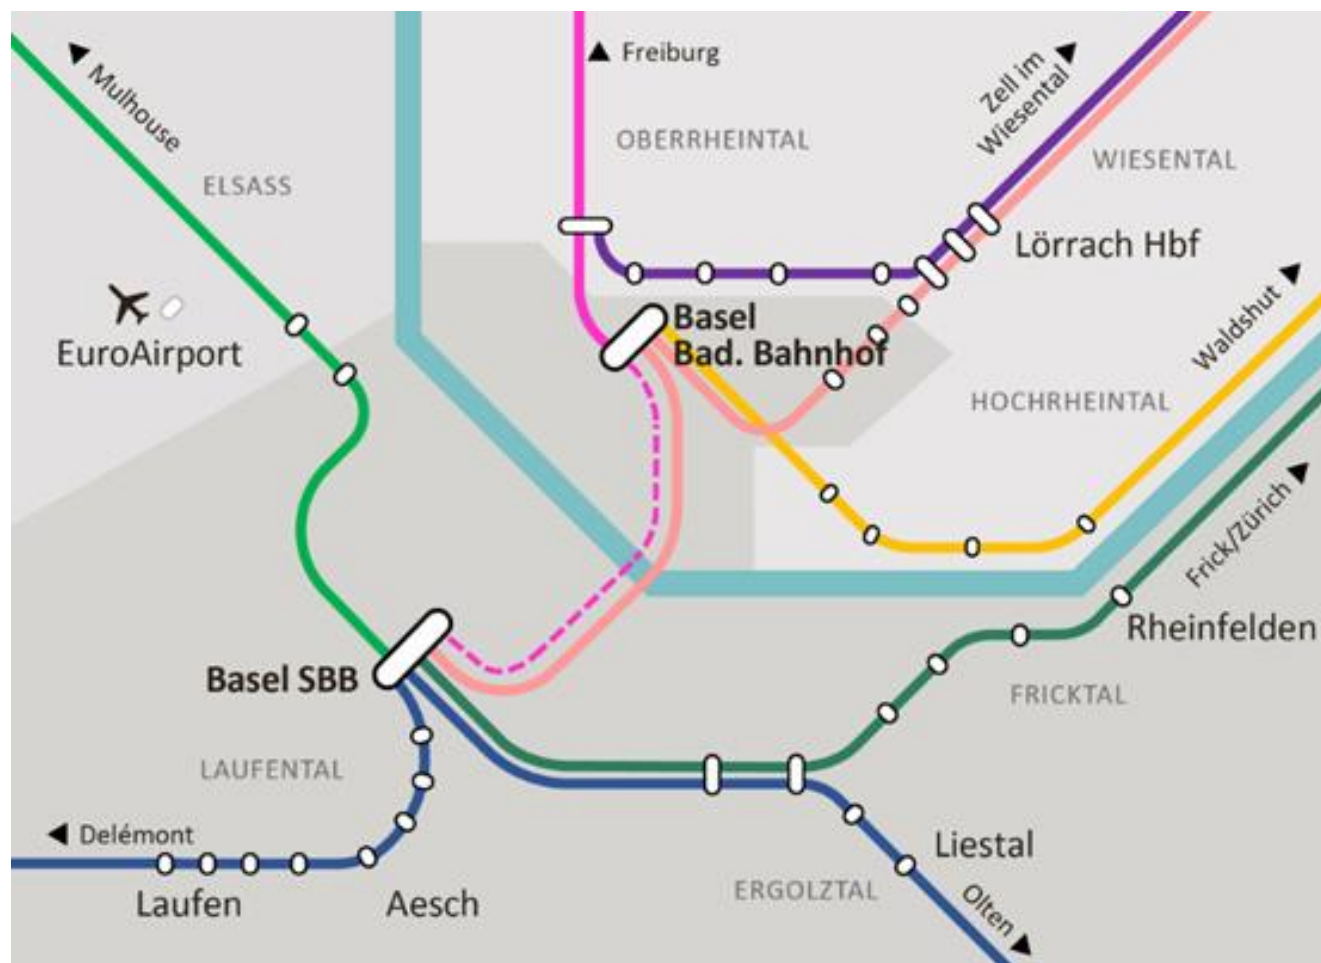 Freiburg
Mulhouse
Zell im
Wiesental
OBERRHEINTAL
WIESENTAL
ELSASS
Lörrach Hbf
Basel
Bad. Bahnhof
EuroAirport
Waldshut
HOCHRHEINTAL
Frick/Zürich
Rheinfelden
Basel SBB
FRICKTAL
LAUFENTAL
Delémont
Liestal
ERGOLZTAL
Laufen
Aesch
Olten